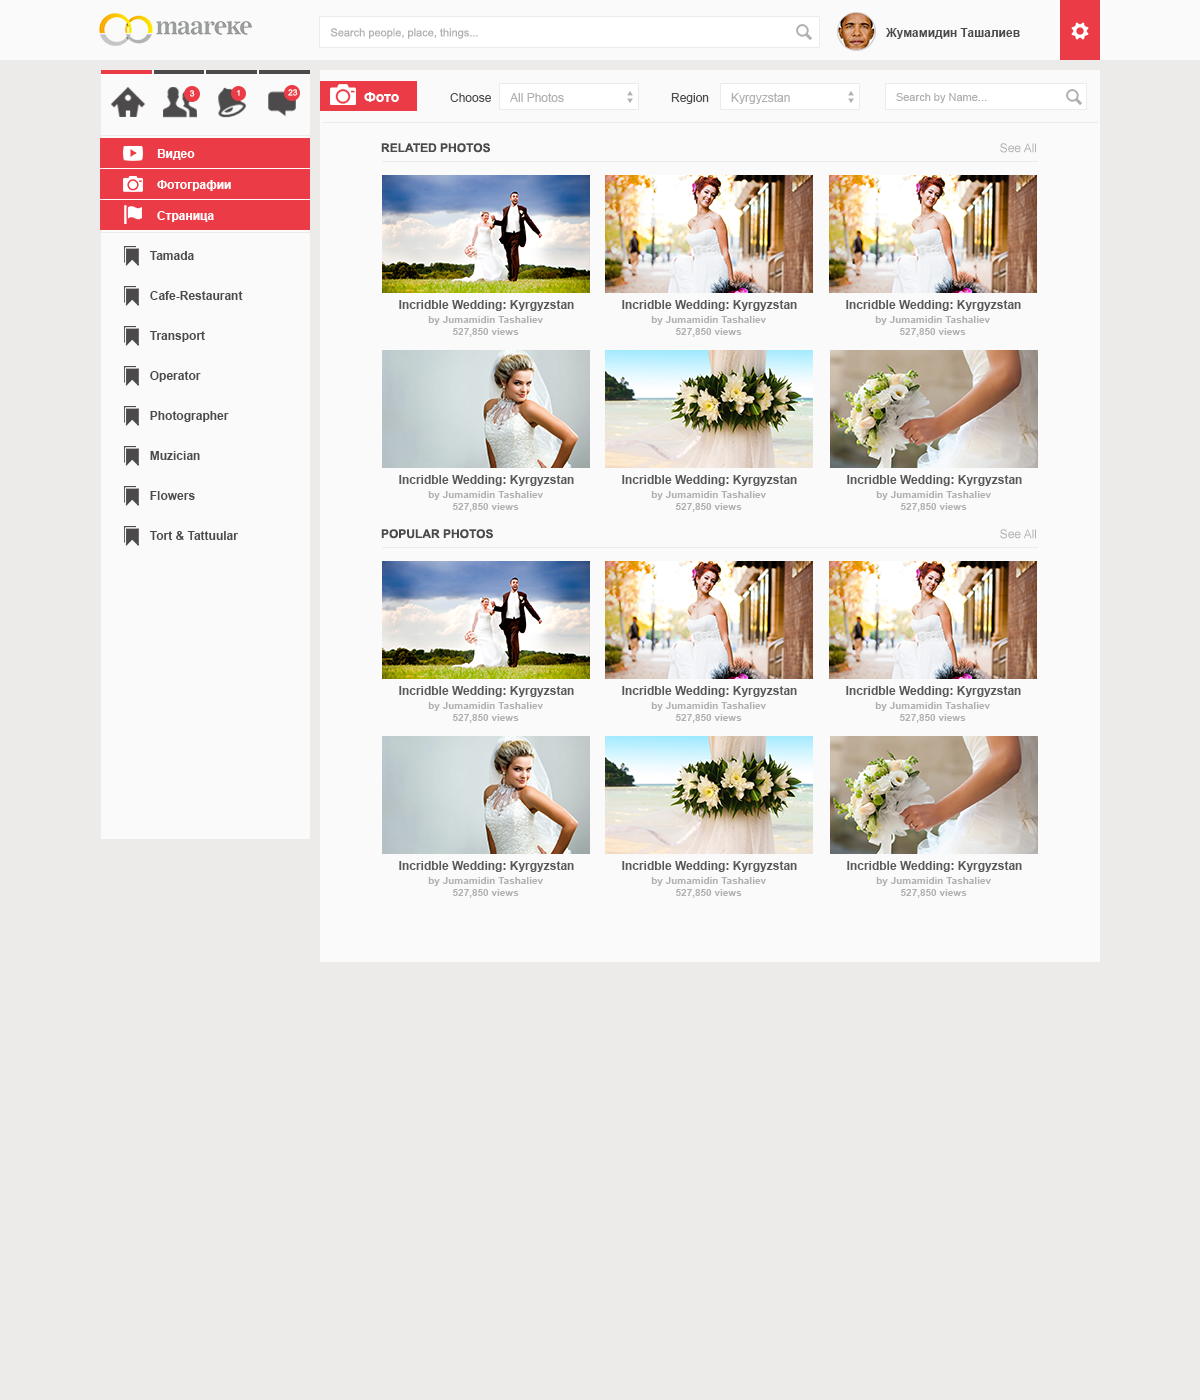 maareke
Search people, place, things...
Жумамидин Ташалиев
3
1
23
Видео
Фотографии
Страница
Tamada
Cafe-Restaurant
Transport
Operator
Photographer
Muzician
Flowers
Tort & Tattuular
Фото
Choose
All Photos
Region
Kyrgyzstan
Search by Name...
RELATED PHOTOS
See All
Incridble Wedding: Kyrgyzstan
by Jumamidin Tashaliev
527,850 views
Incridble Wedding: Kyrgyzstan
by Jumamidin Tashaliev
527,850 views
Incridble Wedding: Kyrgyzstan
by Jumamidin Tashaliev
527,850 views
Incridble Wedding: Kyrgyzstan
by Jumamidin Tashaliev
527,850 views
Incridble Wedding: Kyrgyzstan
by Jumamidin Tashaliev
527,850 views
Incridble Wedding: Kyrgyzstan
by Jumamidin Tashaliev
527,850 views
POPULAR PHOTOS
See All
Incridble Wedding: Kyrgyzstan
by Jumamidin Tashaliev
527,850 views
Incridble Wedding: Kyrgyzstan
by Jumamidin Tashaliev
527,850 views
Incridble Wedding: Kyrgyzstan
by Jumamidin Tashaliev
527,850 views
Incridble Wedding: Kyrgyzstan
by Jumamidin Tashaliev
527,850 views
Incridble Wedding: Kyrgyzstan
by Jumamidin Tashaliev
527,850 views
Incridble Wedding: Kyrgyzstan
by Jumamidin Tashaliev
527,850 views